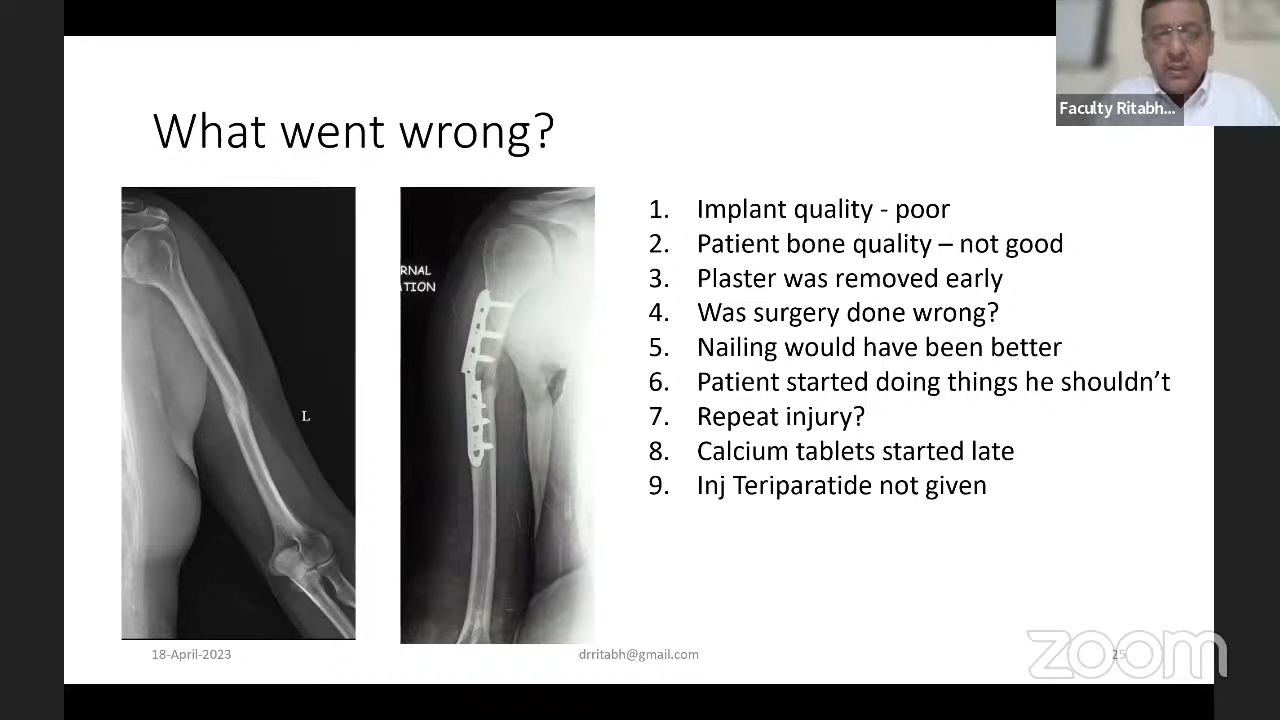 Faculty Ritabh...
What went wrong?
RNAL
ATION
L
1. Implant quality - poor
2. Patient bone quality – not good
3. Plaster was removed early
4. Was surgery done wrong?
5. Nailing would have been better
6. Patient started doing things he shouldn't
7. Repeat injury?
8. Calcium tablets started late
9. Inj Teriparatide not given
18-April-2023
drritabh@gmail.com
25
zoom